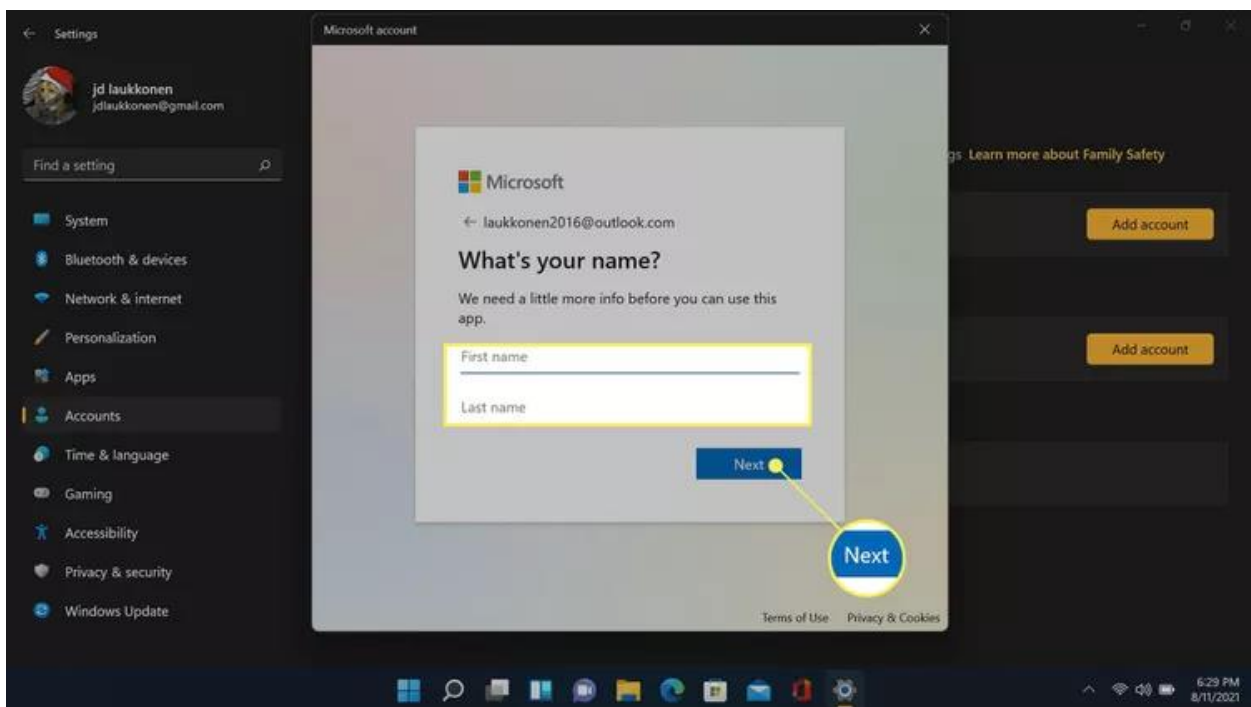 Settings
jd laukkonen
jdlaukkonen@gmail.com
Find a setting
System
Bluetooth & devices
Network & internet
Personalization
Apps
Accounts
Time & language
Gaming
Accessibility
Privacy & security
Windows Update
Microsoft account
Microsoft
laukkonen2016@outlook.com
What's your name?
We need a little more info before you can use this
app.
First name
Last name
Next
Next
Terms of Use Privacy & Cookies
gs Learn more about Family Safety
Add account
Add account
6:29 PM
8/11/2021